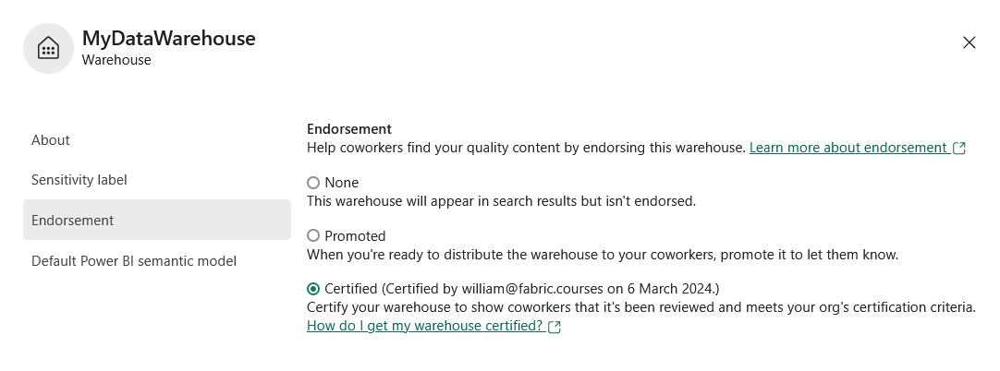 MyDataWarehouse
Warehouse
About
Sensitivity label
Endorsement
Default Power BI semantic model
Endorsement
Help coworkers find your quality content by endorsing this warehouse. Learn more about endorsement
None
This warehouse will appear in search results but isn't endorsed.
Promoted
When you're ready to distribute the warehouse to your coworkers, promote it to let them know.
Certified (Certified by william@fabric.courses on 6 March 2024.)
Certify your warehouse to show coworkers that it's been reviewed and meets your org's certification criteria.
How do I get my warehouse certified?